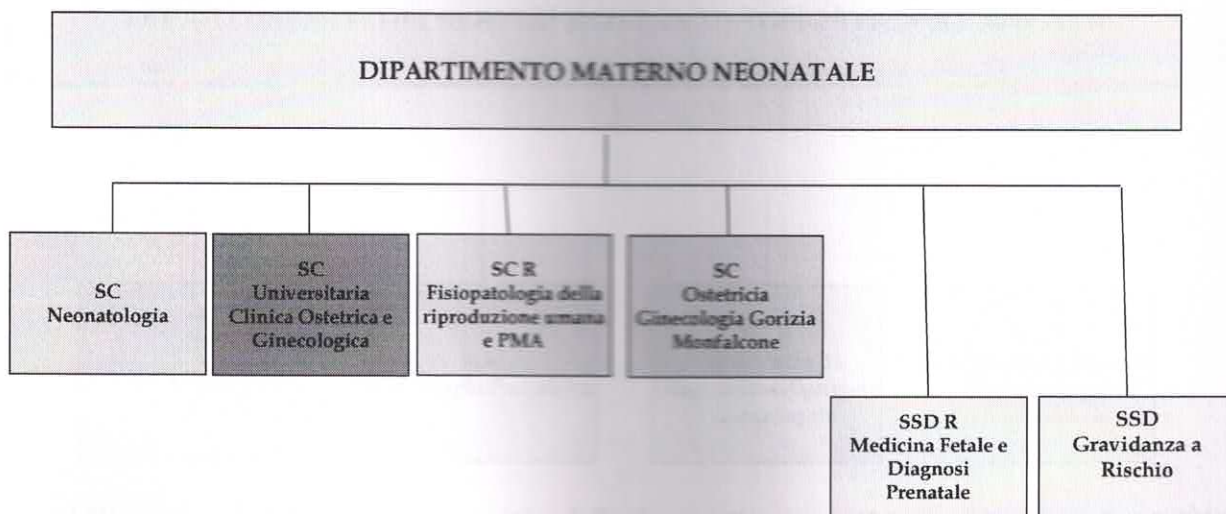 DIPARTIMENTO MATERNO NEONATALE
SC
Neonatologia
SC
Universitaria
Clinica Ostetrica e
Ginecologica
SC R
Fisiopatologia della
riproduzione umana
e PMA
SC
Ostetricia
Ginecologia Gorizia
Monfalcone
SSD R
Medicina Fetale e
Diagnosi
Prenatale
SSD
Gravidanza a
Rischio